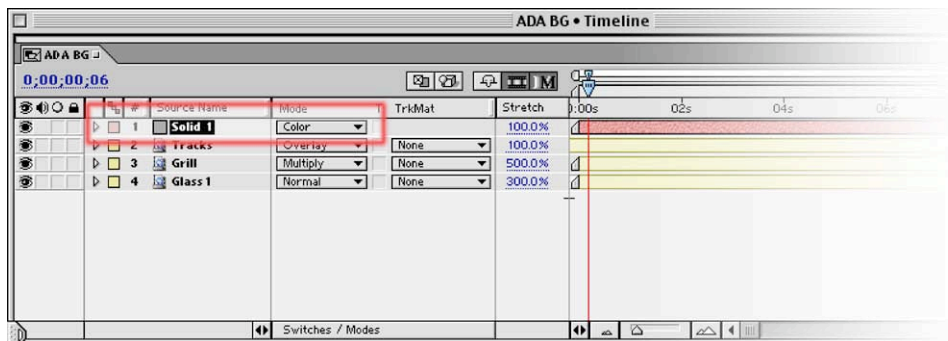 ADA BG • Timeline
ADA BG
0;00;00;06
M
# Source Name Mode T TrkMat Stretch 0:00s 02s 04s 06s
1 Solid 1 Color 100.0%
2 Tracks Overlay None 100.0%
3 Grill Multiply None 500.0%
4 Glass 1 Normal None 300.0%
Switches / Modes